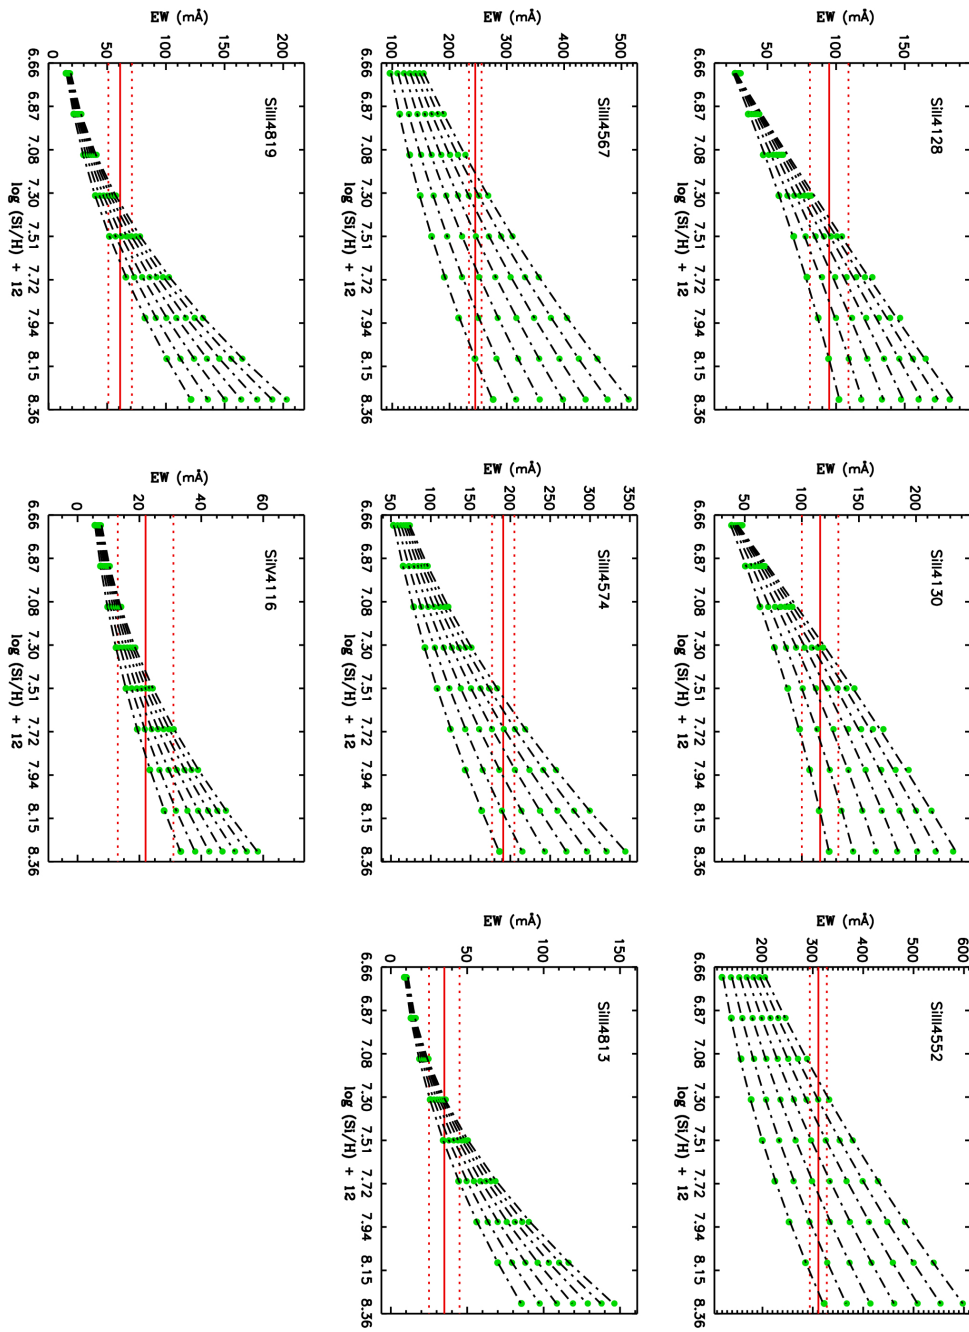 SiII4128
EW (mÅ)
150
100
50
6.66 6.87 7.08 7.30 7.51 7.72 7.94 8.15 8.36
log (Si/H) + 12
SiII4130
EW (mÅ)
200
150
100
50
6.66 6.87 7.08 7.30 7.51 7.72 7.94 8.15 8.36
log (Si/H) + 12
SiIII4552
EW (mÅ)
600
500
400
300
200
6.66 6.87 7.08 7.30 7.51 7.72 7.94 8.15 8.36
log (Si/H) + 12
SiIII4567
EW (mÅ)
500
400
300
200
100
6.66 6.87 7.08 7.30 7.51 7.72 7.94 8.15 8.36
log (Si/H) + 12
SiIII4574
EW (mÅ)
350
300
250
200
150
100
50
6.66 6.87 7.08 7.30 7.51 7.72 7.94 8.15 8.36
log (Si/H) + 12
SiIII4813
EW (mÅ)
150
100
50
0
6.66 6.87 7.08 7.30 7.51 7.72 7.94 8.15 8.36
log (Si/H) + 12
SiIII4819
EW (mÅ)
200
150
100
50
0
6.66 6.87 7.08 7.30 7.51 7.72 7.94 8.15 8.36
log (Si/H) + 12
SiIV4116
EW (mÅ)
60
40
20
0
6.66 6.87 7.08 7.30 7.51 7.72 7.94 8.15 8.36
log (Si/H) + 12